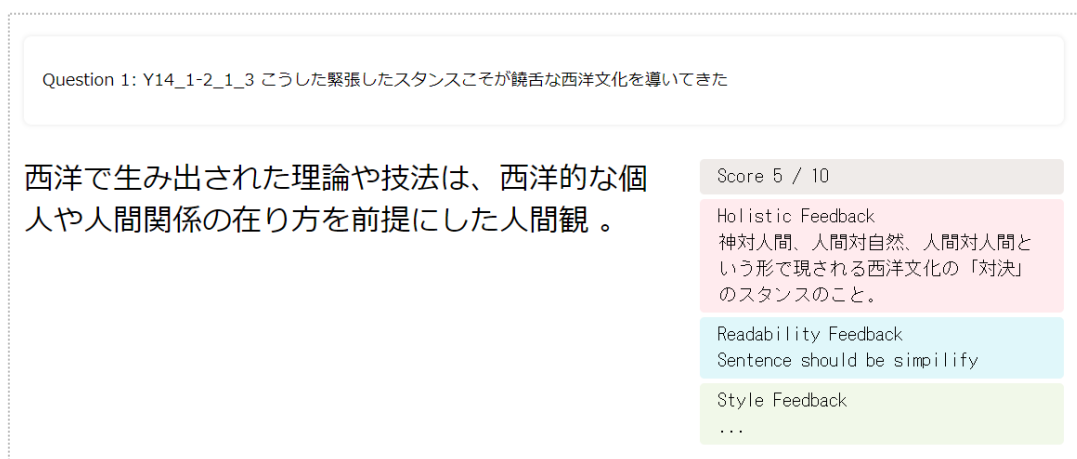 Question 1: Y14_1-2_1_3 こうした緊張したスタンスこそが饒舌な西洋文化を導いてきた
西洋で生み出された理論や技法は、西洋的な個
人や人間関係の在り方を前提にした人間観 。
Score 5 / 10
Holistic Feedback
神対人間、人間対自然、人間対人間と
いう形で現される西洋文化の「対決」
のスタンスのこと。
Readability Feedback
Sentence should be simpilify
Style Feedback
...